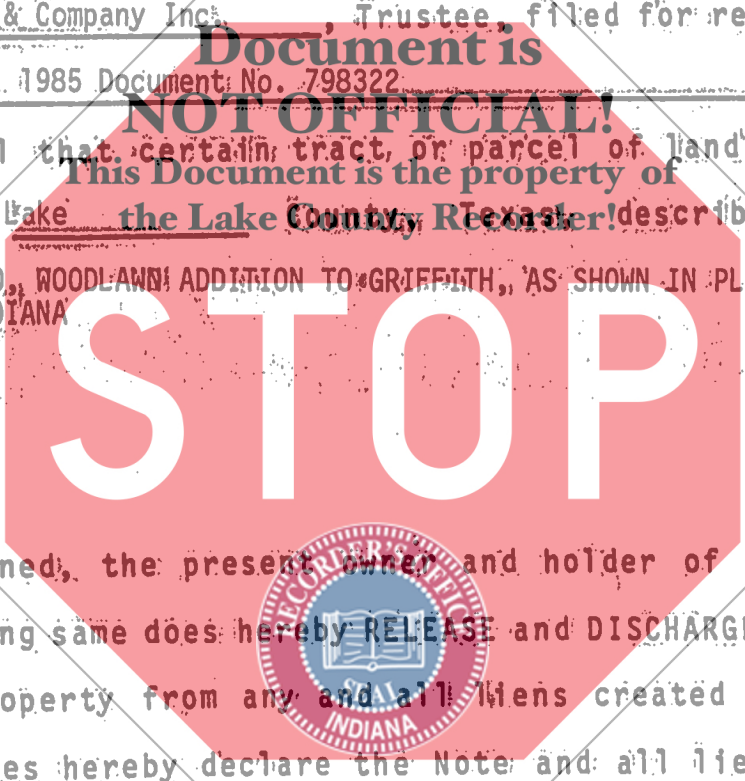 & Company Inc. , Trustee, filed for re
Document is
1985 Document No. 798322
NOT OFFICIAL!
l that certain tract or parcel of land
This Document is the property of
Lake County, Texas describ
the Lake County Recorder!
, WOODLAWN ADDITION TO GRIFFITH, AS SHOWN IN PL
DIANA
STOP
ned, the present owner and holder of
RECORDER'S OFFIC
ng same does hereby RELEASE and DISCHARG
operty from any and all liens created
SEAL
INDIANA
es hereby declare the Note and all lie